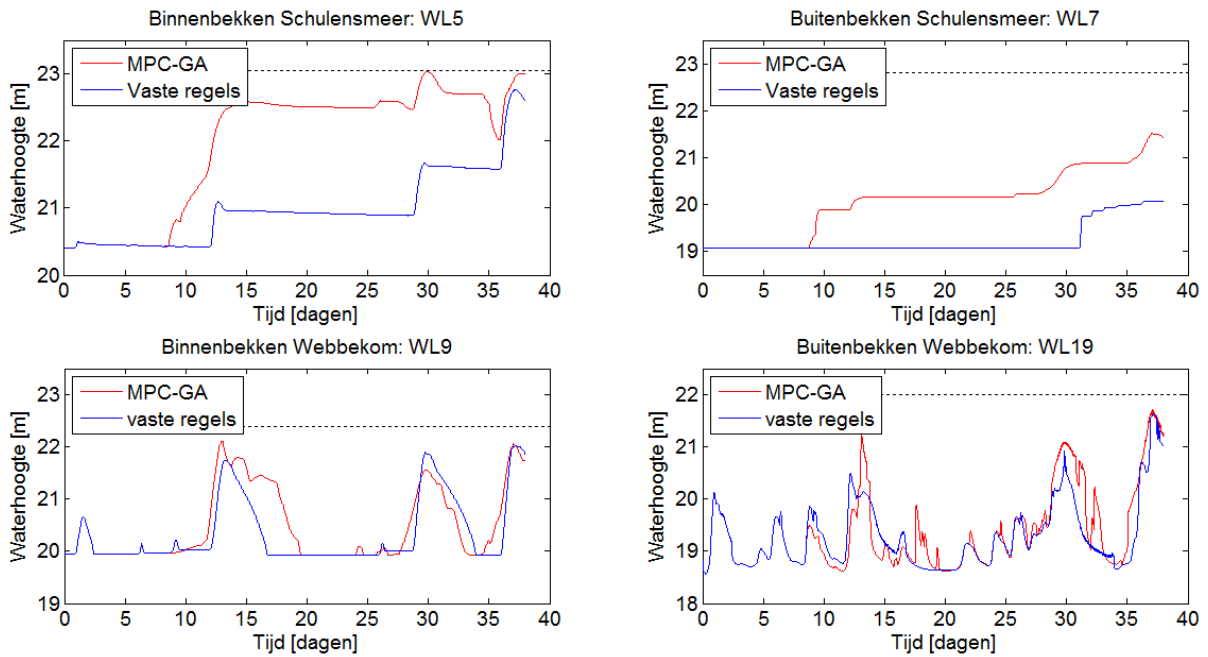 Binnenbekken Schulensmeer: WL5
Waterhoogte [m]
23
22
21
20
MPC-GA
Vaste regels
0 5 10 15 20 25 30 35 40
Tijd [dagen]
Buitenbekken Schulensmeer: WL7
Waterhoogte [m]
23
22
21
20
19
MPC-GA
Vaste regels
0 5 10 15 20 25 30 35 40
Tijd [dagen]
Binnenbekken Webbekom: WL9
Waterhoogte [m]
23
22
21
20
19
MPC-GA
vaste regels
0 5 10 15 20 25 30 35 40
Tijd [dagen]
Buitenbekken Webbekom: WL19
Waterhoogte [m]
22
21
20
19
18
MPC-GA
vaste regels
0 5 10 15 20 25 30 35 40
Tijd [dagen]